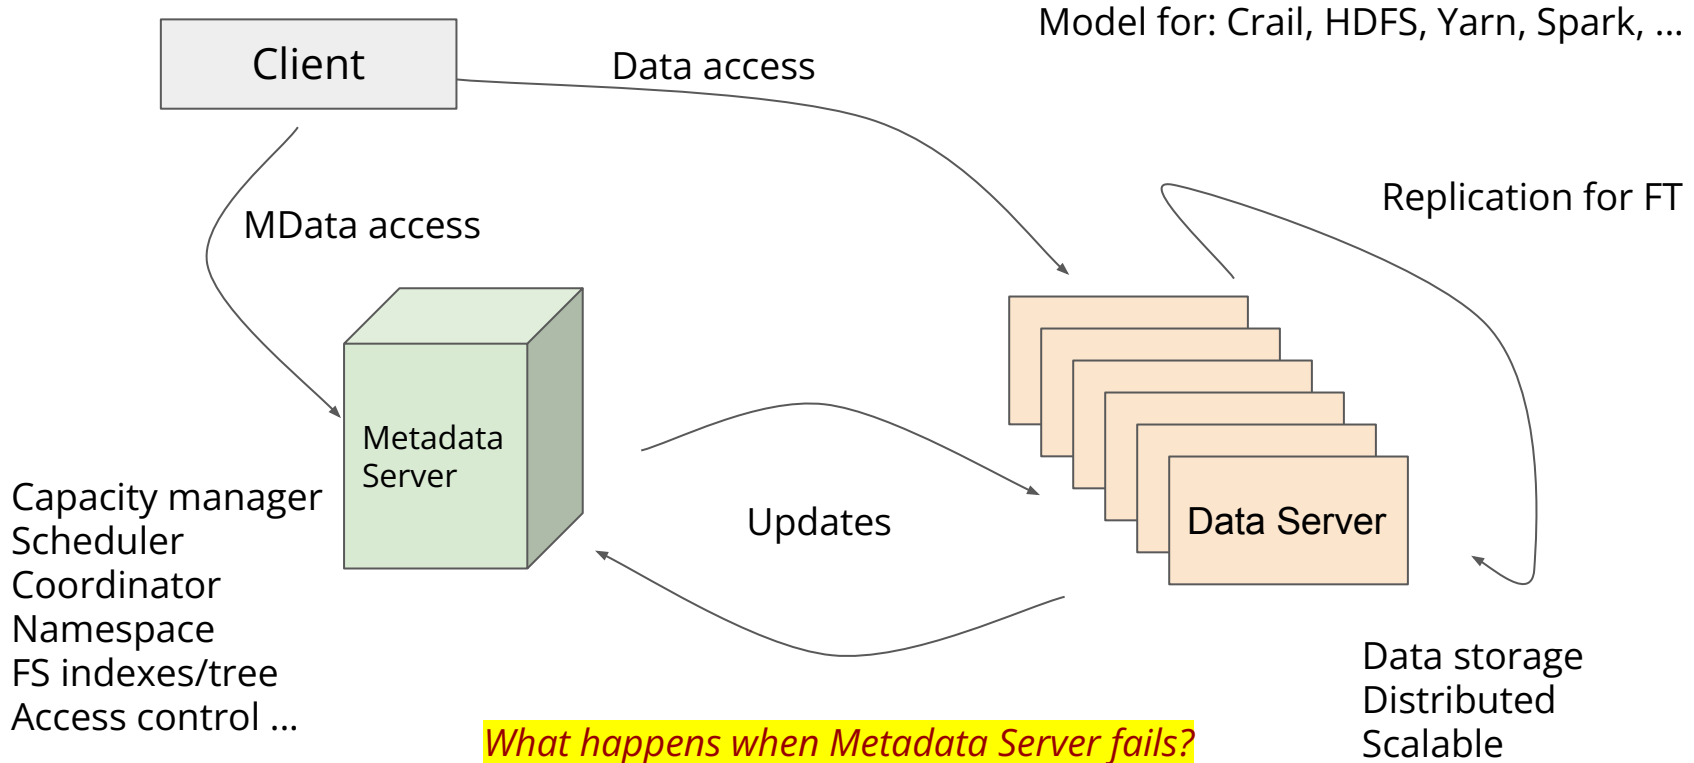 Model for: Crail, HDFS, Yarn, Spark, ...
Client
Data access
MData access
Replication for FT
Metadata
Server
Updates
Data Server
Capacity manager
Scheduler
Coordinator
Namespace
FS indexes/tree
Access control ...
Data storage
Distributed
Scalable
What happens when Metadata Server fails?